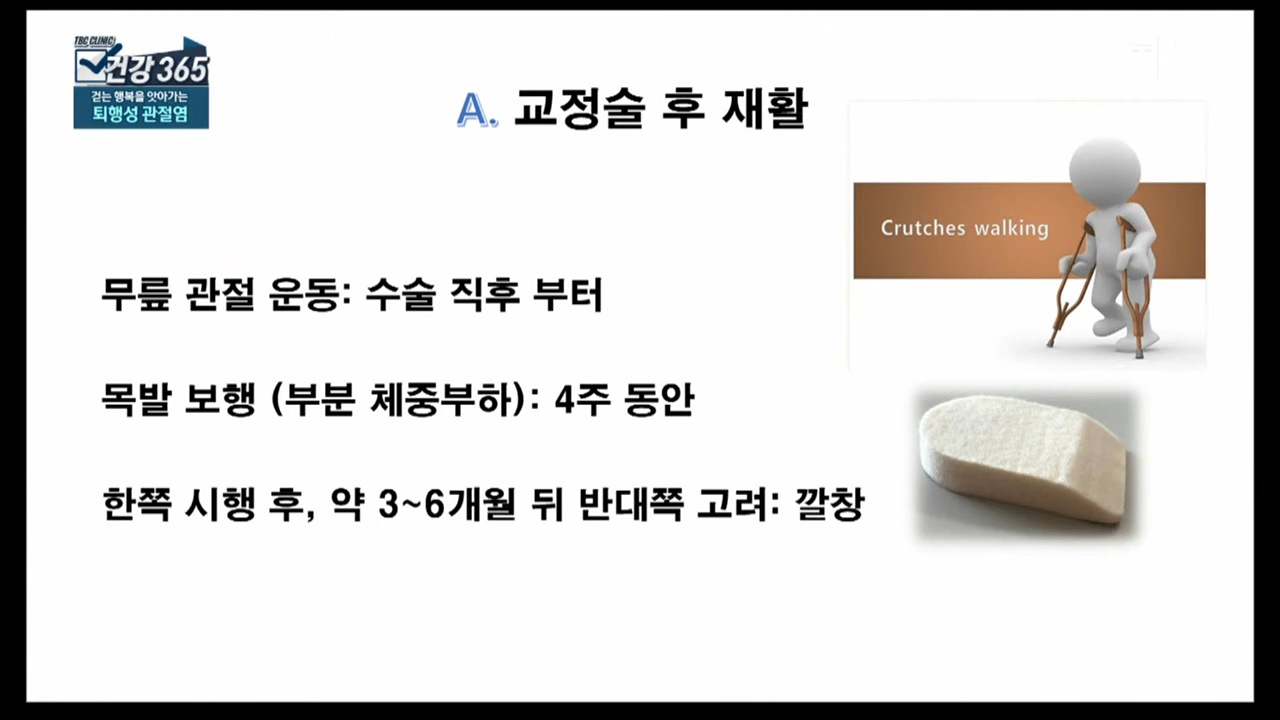 TBC CLINIC
건강 365
걷는 행복을 앗아가는
퇴행성 관절염
A. 교정술 후 재활
Crutches walking
무릎 관절 운동: 수술 직후 부터
목발 보행 (부분 체중부하): 4주 동안
한쪽 시행 후, 약 3~6개월 뒤 반대쪽 고려: 깔창